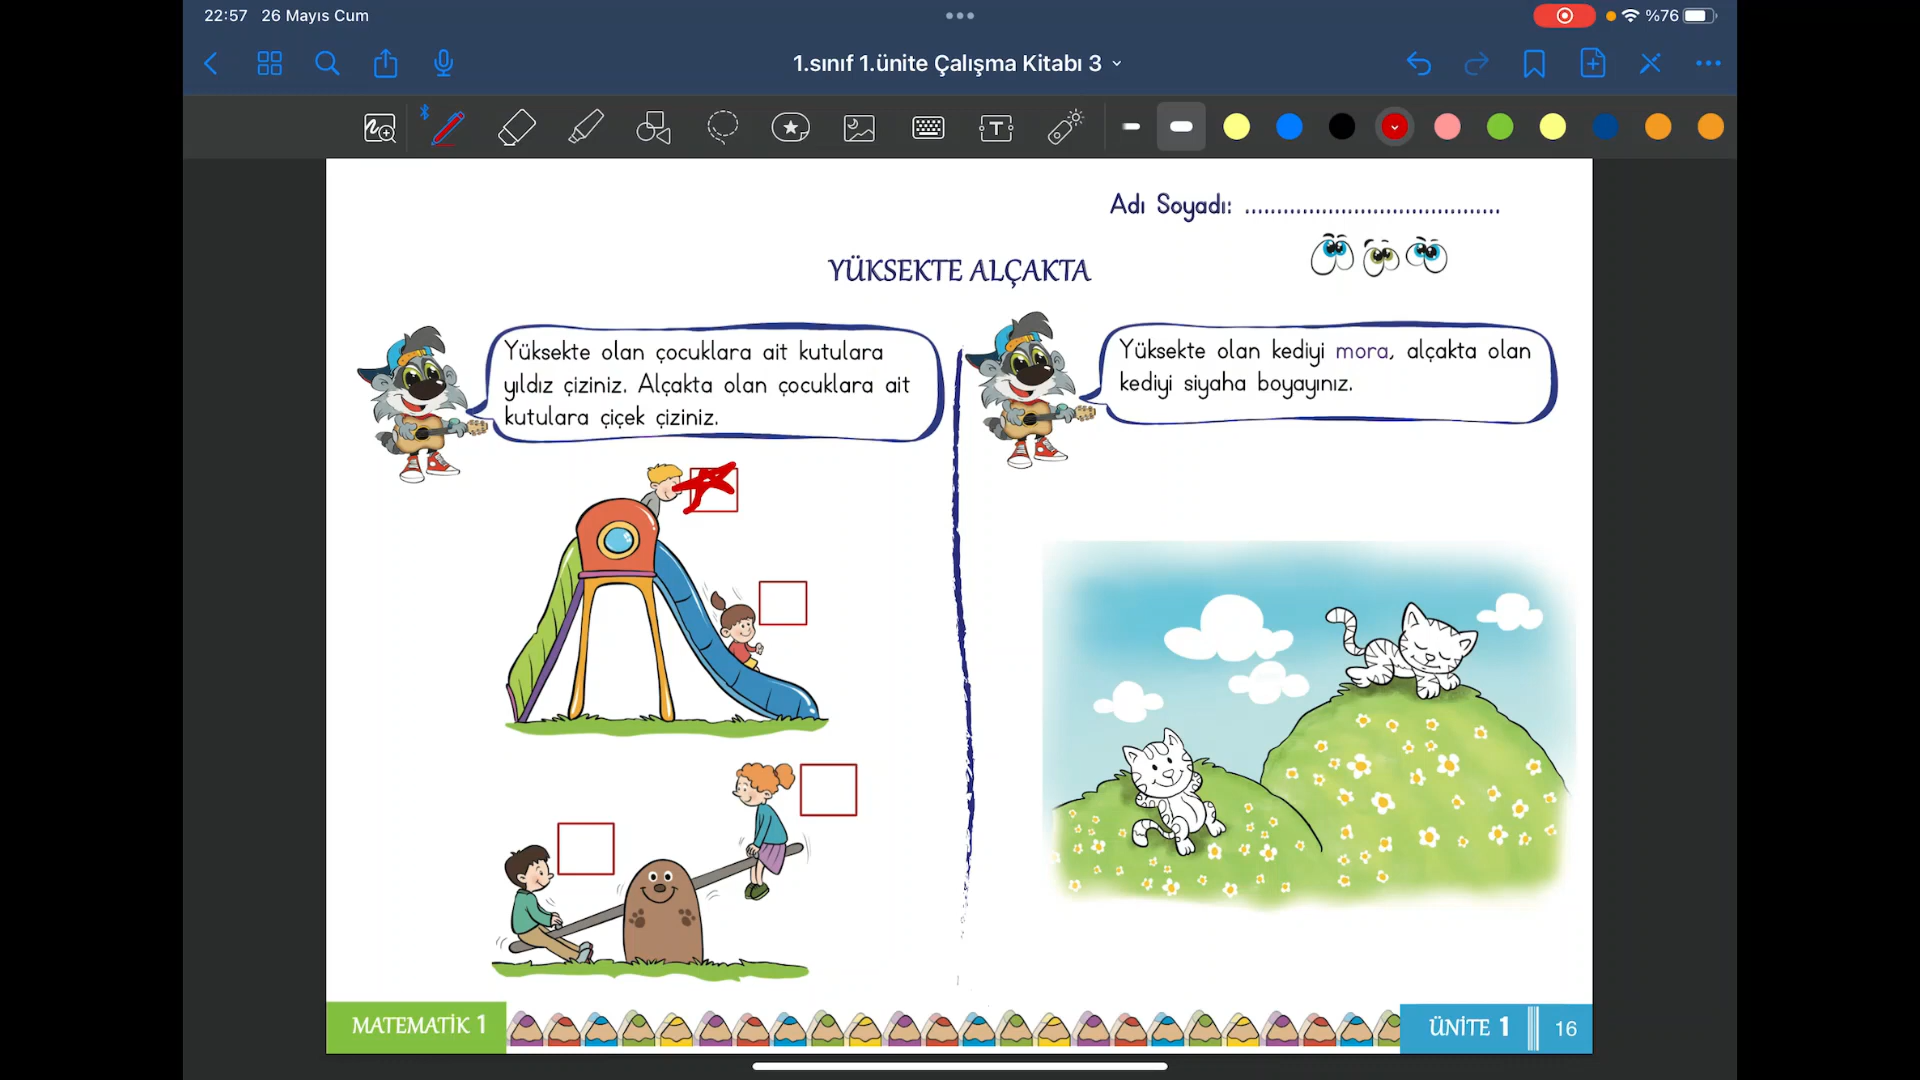 22:57 26 Mayıs Cum
%76
1.sınıf 1.ünite Çalışma Kitabı 3
Adı Soyadı: ........................................
YÜKSEKTE ALÇAKTA
Yüksekte olan çocuklara ait kutulara
yıldız çiziniz. Alçakta olan çocuklara ait
kutulara çiçek çiziniz.
Yüksekte olan kediyi mora, alçakta olan
kediyi siyaha boyayınız.
MATEMATİK 1
ÜNİTE 1 16